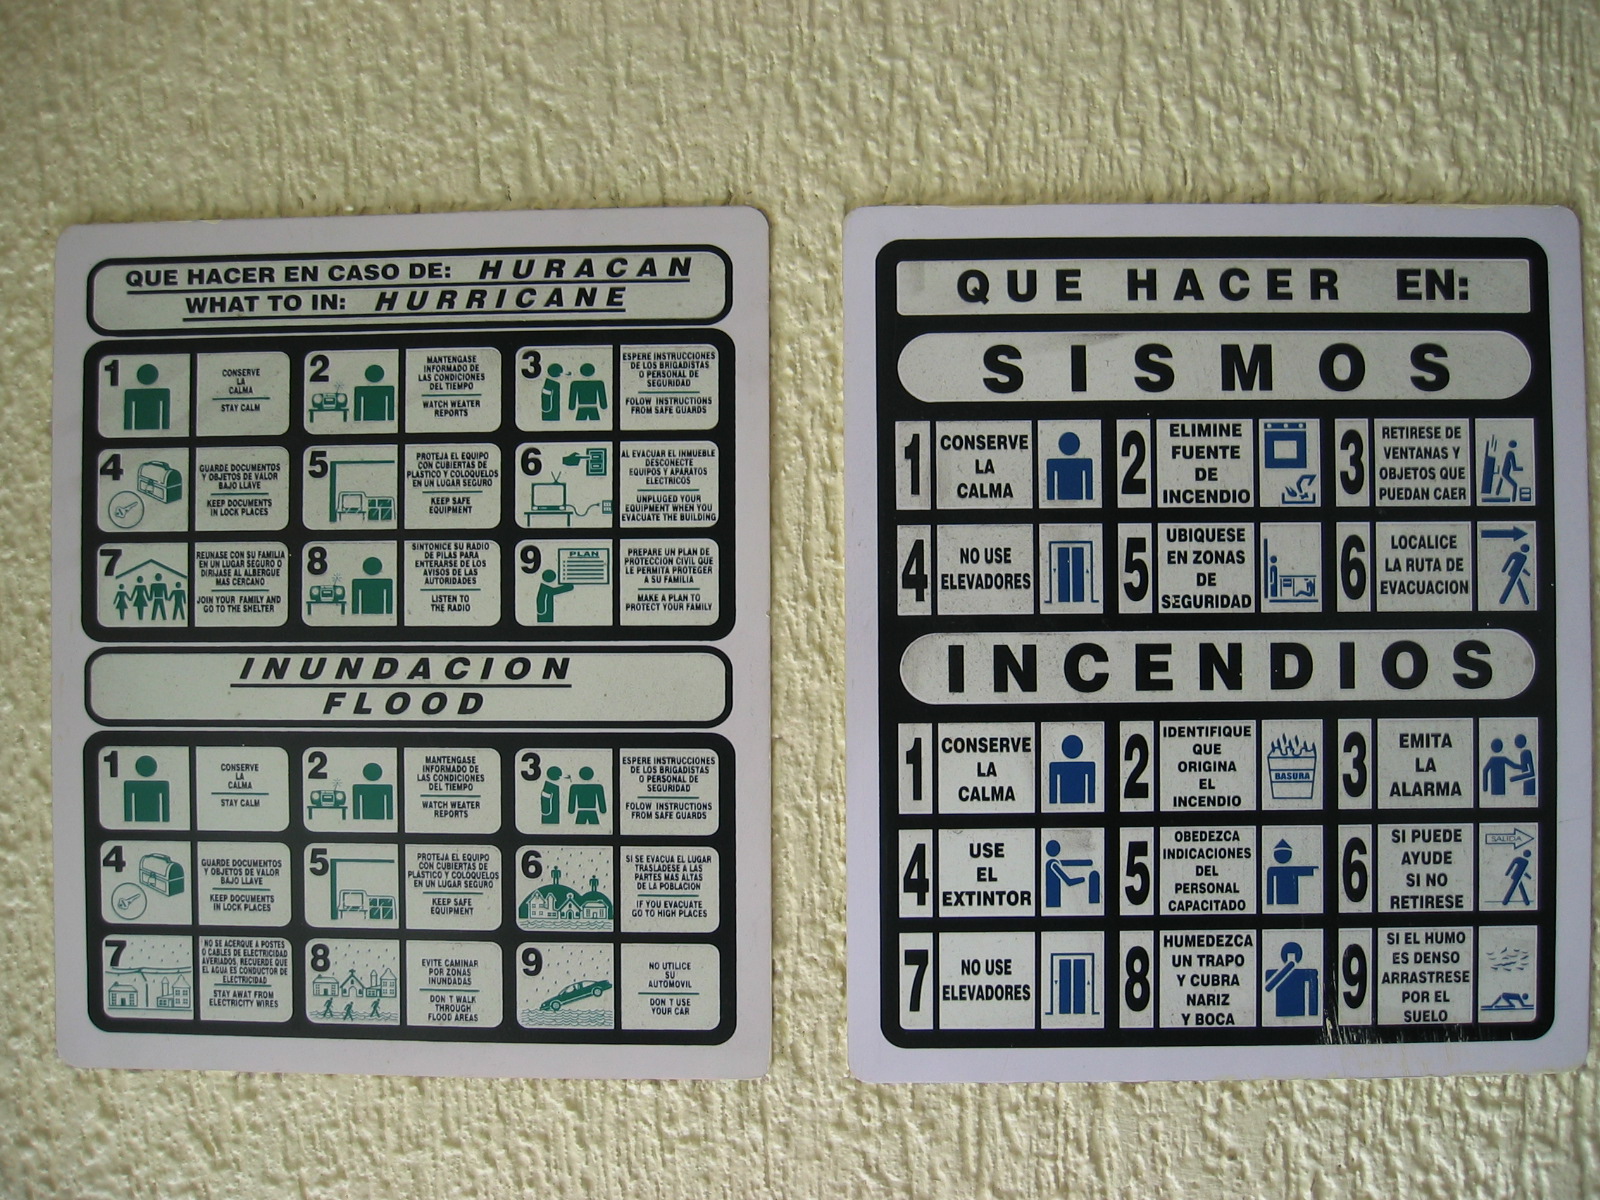 QUE HACER EN CASO DE: HURACAN
WHAT TO IN: HURRICANE
1
CONSERVE
LA
CALMA
STAY CALM
2
MANTENGASE
INFORMADO DE
LAS CONDICIONES
DEL TIEMPO
WATCH WEATER
REPORTS
3
ESPERE INSTRUCCIONES
DE LOS BRIGADISTAS
O PERSONAL DE
SEGURIDAD
FOLOW INSTRUCTIONS
FROM SAFE GUARDS
4
GUARDE DOCUMENTOS
Y OBJETOS DE VALOR
BAJO LLAVE
KEEP DOCUMENTS
IN LOCK PLACES
5
PROTEJA EL EQUIPO
CON CUBIERTAS DE
PLASTICO Y COLOQUELOS
EN UN LUGAR SEGURO
KEEP SAFE
EQUIPMENT
6
AL EVACUAR EL INMUEBLE
DESCONECTE
EQUIPOS Y APARATOS
ELECTRICOS
UNPLUGED YOUR
EQUIPMENT WHEN YOU
EVACUATE THE BUILDING
7
REUNASE CON SU FAMILIA
EN UN LUGAR SEGURO O
DIRIJASE AL ALBERGUE
MAS CERCANO
JOIN YOUR FAMILY AND
GO TO THE SHELTER
8
SINTONICE SU RADIO
DE PILAS PARA
ENTERARSE DE LOS
AVISOS DE LAS
AUTORIDADES
LISTEN TO
THE RADIO
9
PLAN
PREPARE UN PLAN DE
PROTECCION CIVIL QUE
LE PERMITA PROTEGER
A SU FAMILIA
MAKE A PLAN TO
PROTECT YOUR FAMILY
INUNDACION
FLOOD
1
CONSERVE
LA
CALMA
STAY CALM
2
MANTENGASE
INFORMADO DE
LAS CONDICIONES
DEL TIEMPO
WATCH WEATER
REPORTS
3
ESPERE INSTRUCCIONES
DE LOS BRIGADISTAS
O PERSONAL DE
SEGURIDAD
FOLOW INSTRUCTIONS
FROM SAFE GUARDS
4
GUARDE DOCUMENTOS
Y OBJETOS DE VALOR
BAJO LLAVE
KEEP DOCUMENTS
IN LOCK PLACES
5
PROTEJA EL EQUIPO
CON CUBIERTAS DE
PLASTICO Y COLOQUELOS
EN UN LUGAR SEGURO
KEEP SAFE
EQUIPMENT
6
SI SE EVACUA EL LUGAR
TRASLADESE A LAS
PARTES MAS ALTAS
DE LA POBLACION
IF YOU EVACUATE
GO TO HIGH PLACES
7
NO SE ACERQUE A POSTES
O CABLES DE ELECTRICIDAD
AVERIADOS, RECUERDE QUE
EL AGUA ES CONDUCTOR DE
ELECTRICIDAD
STAY AWAY FROM
ELECTRICITY WIRES
8
EVITE CAMINAR
POR ZONAS
INUNDADAS
DON'T WALK
THROUGH
FLOOD AREAS
9
NO UTILICE
SU
AUTOMOVIL
DON'T USE
YOUR CAR
QUE HACER EN:
SISMOS
1
CONSERVE
LA
CALMA
2
ELIMINE
FUENTE
DE
INCENDIO
3
RETIRESE DE
VENTANAS Y
OBJETOS QUE
PUEDAN CAER
4
NO USE
ELEVADORES
5
UBIQUESE
EN ZONAS
DE
SEGURIDAD
6
LOCALICE
LA RUTA DE
EVACUACION
INCENDIOS
1
CONSERVE
LA
CALMA
2
IDENTIFIQUE
QUE
ORIGINA
EL
INCENDIO
BASURA
3
EMITA
LA
ALARMA
4
USE
EL
EXTINTOR
5
OBEDEZCA
INDICACIONES
DEL
PERSONAL
CAPACITADO
6
SI PUEDE
AYUDE
SI NO
RETIRESE
SALIDA
7
NO USE
ELEVADORES
8
HUMEDEZCA
UN TRAPO
Y CUBRA
NARIZ
Y BOCA
9
SI EL HUMO
ES DENSO
ARRASTRESE
POR EL
SUELO